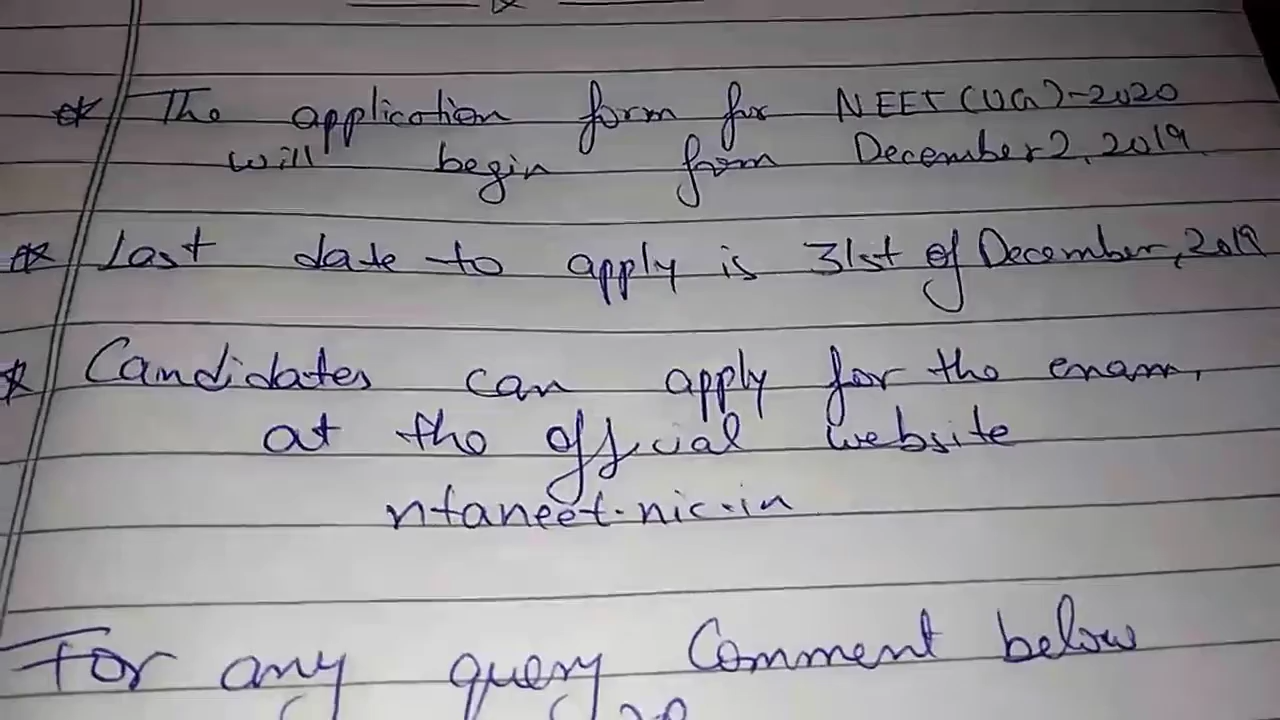 * The application form for NEET (UG)-2020
will begin from December 2, 2019
* Last date to apply is 31st of December, 2019
* Candidates can apply for the exam,
at the official website
ntaneet.nic.in
For any query Comment below